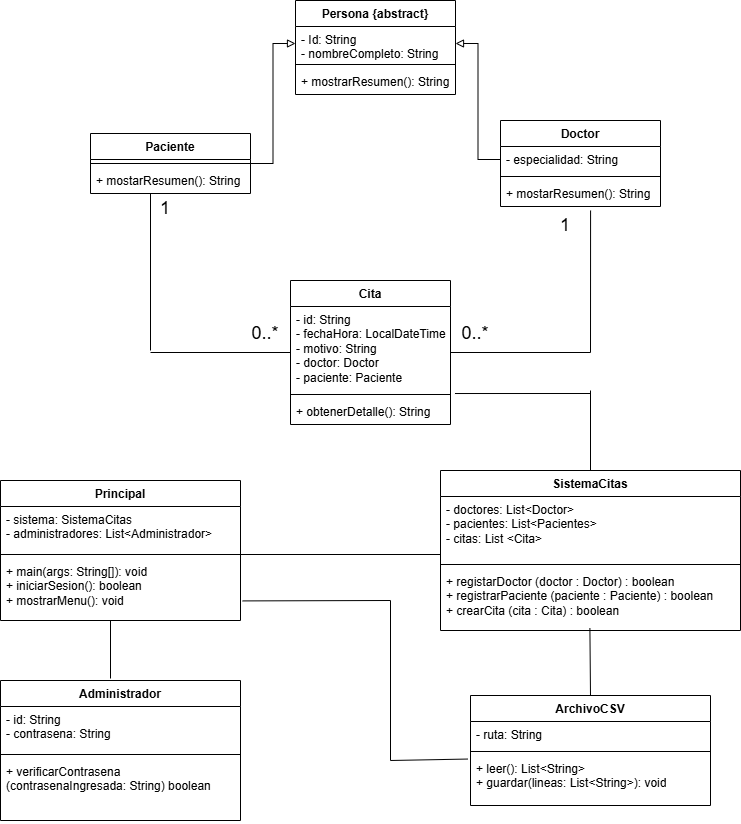 Persona {abstract}
- Id: String
- nombreCompleto: String
+ mostrarResumen(): String
Paciente
+ mostarResumen(): String
1
Doctor
- especialidad: String
+ mostarResumen(): String
1
Cita
- id: String
- fechaHora: LocalDateTime
- motivo: String
- doctor: Doctor
- paciente: Paciente
+ obtenerDetalle(): String
0..*
0..*
Principal
- sistema: SistemaCitas
- administradores: List<Administrador>
+ main(args: String[]): void
+ iniciarSesion(): boolean
+ mostrarMenu(): void
SistemaCitas
- doctores: List<Doctor>
- pacientes: List<Pacientes>
- citas: List <Cita>
+ registarDoctor (doctor : Doctor) : boolean
+ registrarPaciente (paciente : Paciente) : boolean
+ crearCita (cita : Cita) : boolean
Administrador
- id: String
- contrasena: String
+ verificarContrasena
(contrasenaIngresada: String) boolean
ArchivoCSV
- ruta: String
+ leer(): List<String>
+ guardar(lineas: List<String>): void